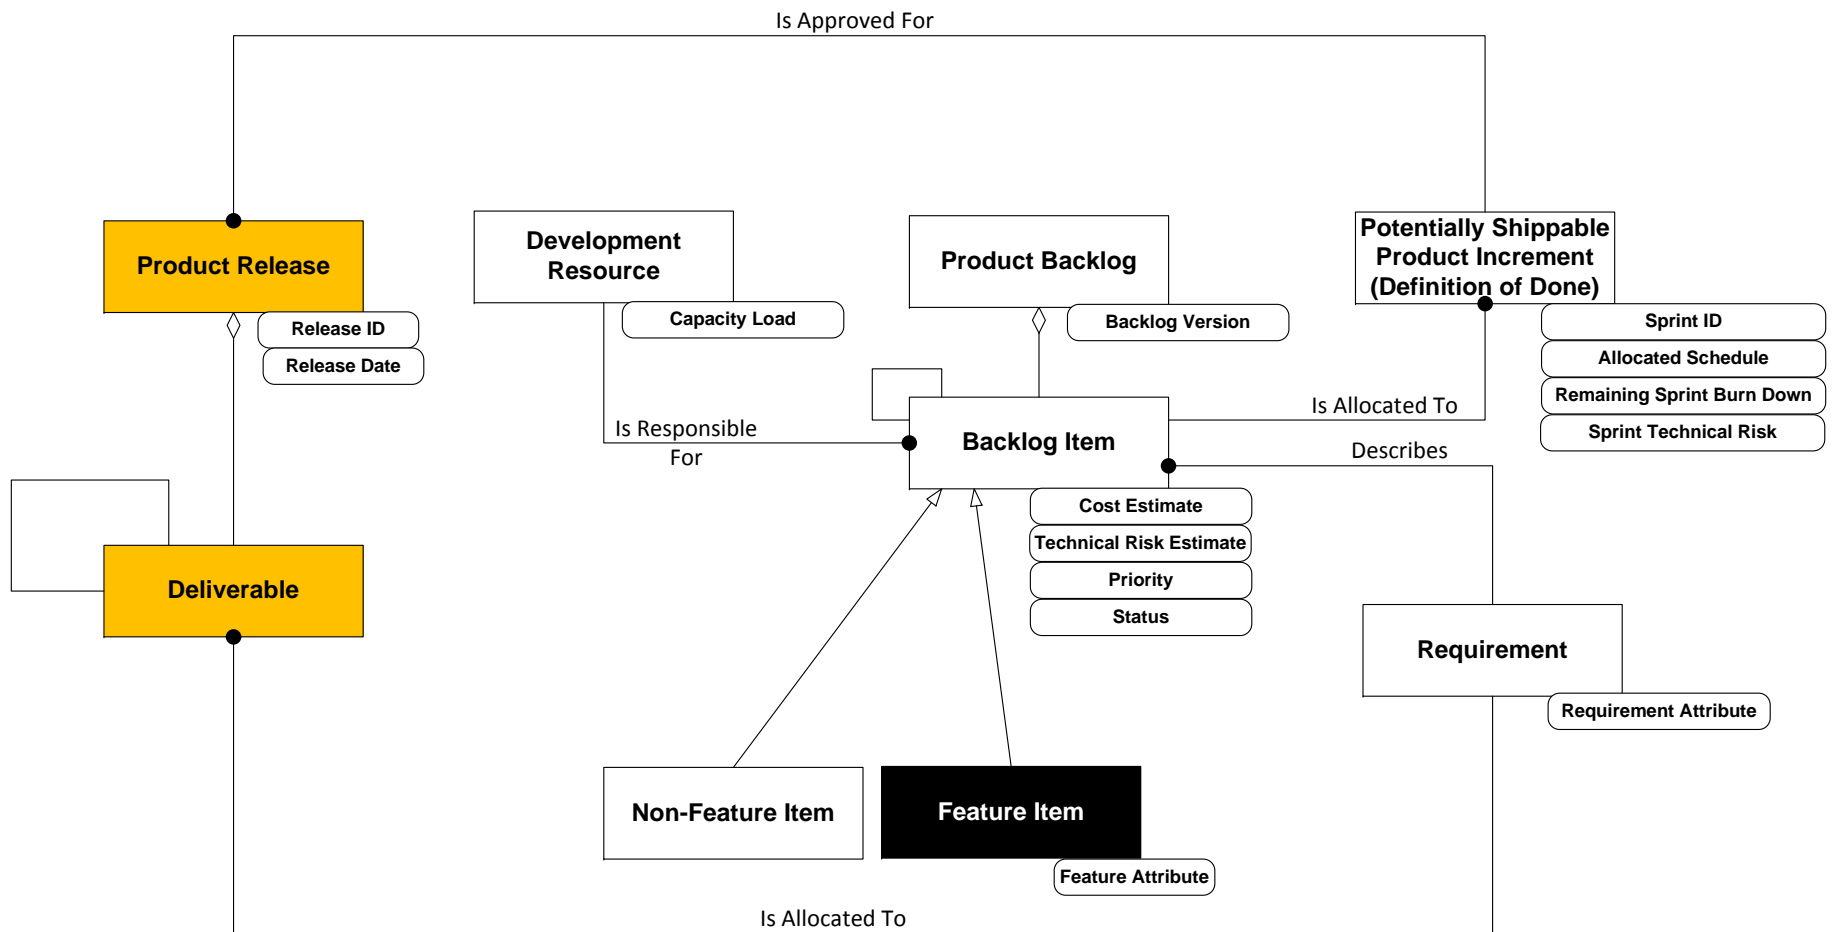 Is Approved For
Product Release
Release ID
Release Date
Development
Resource
Capacity Load
Product Backlog
Backlog Version
Potentially Shippable
Product Increment
(Definition of Done)
Sprint ID
Allocated Schedule
Remaining Sprint Burn Down
Sprint Technical Risk
Is Responsible
For
Backlog Item
Is Allocated To
Describes
Cost Estimate
Technical Risk Estimate
Priority
Status
Deliverable
Requirement
Requirement Attribute
Non-Feature Item
Feature Item
Feature Attribute
Is Allocated To